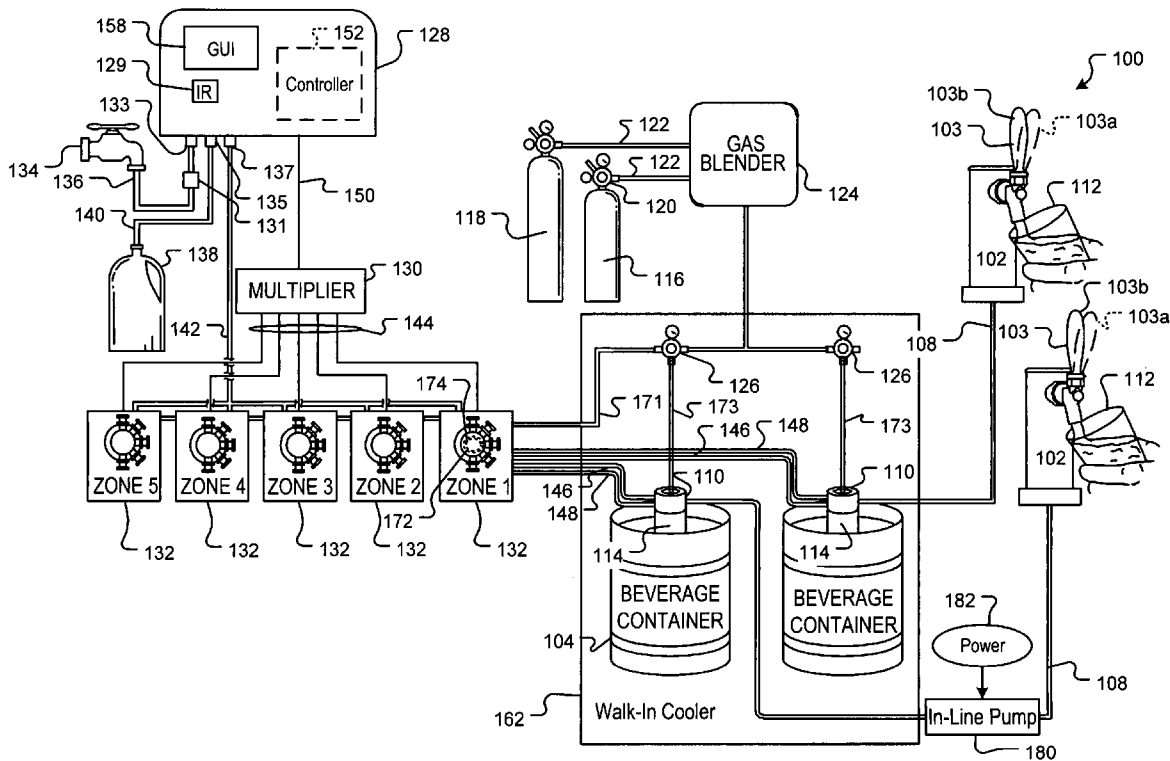 158
GUI
129
IR
152
Controller
128
133
134
136
137
135
131
140
150
138
142
130
MULTIPLIER
144
122
122
120
118
116
GAS
BLENDER
124
100
103b
103
103a
112
102
108
103b
103
103a
112
102
126
126
174
171
173
173
146
148
146
148
110
110
ZONE 5
ZONE 4
ZONE 3
ZONE 2
ZONE 1
132
132
132
132
172
132
114
114
BEVERAGE
CONTAINER
BEVERAGE
CONTAINER
104
162
Walk-In Cooler
182
Power
108
In-Line Pump
180